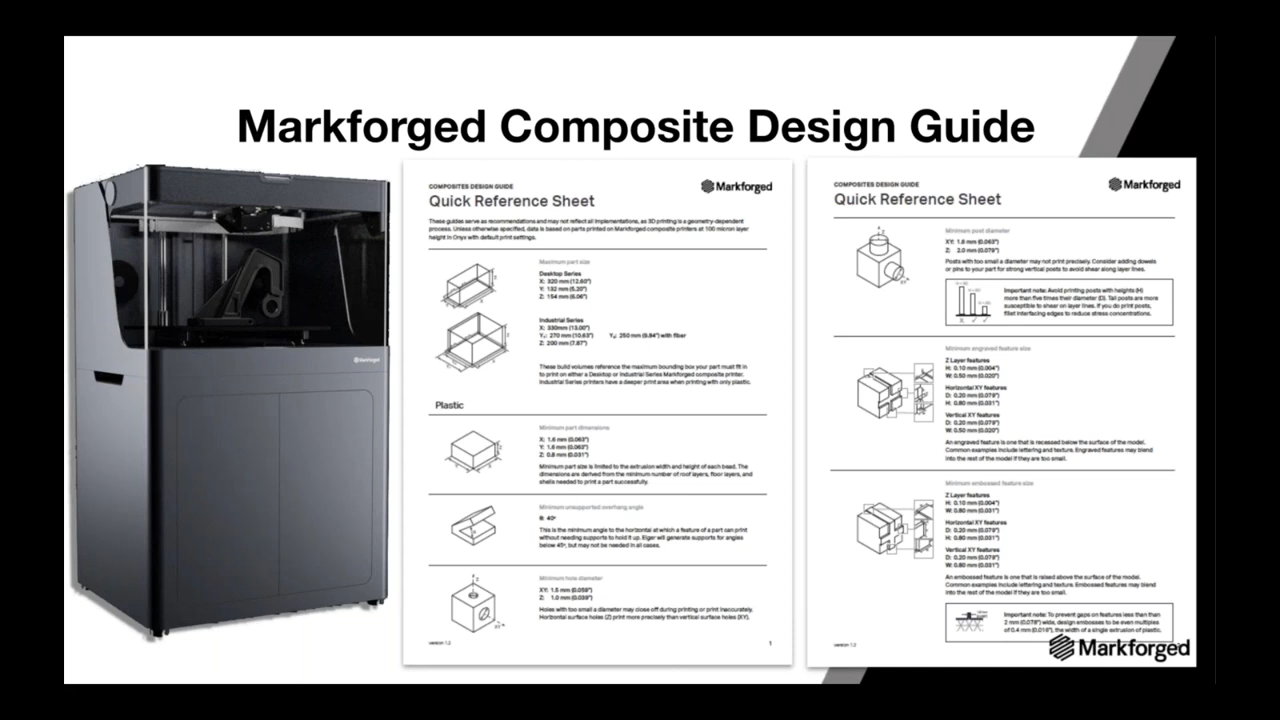 Markforged Composite Design Guide
Markforged
COMPOSITES DESIGN GUIDE
Markforged
Quick Reference Sheet
These guides serve as recommendations and may not reflect all implementations, as 3D printing is a geometry-dependent
process. Unless otherwise specified, data is based on parts printed on Markforged composite printers at 100 micron layer
height in Onyx with default print settings.
Maximum part size
Desktop Series
X: 320 mm (12.60")
Y: 132 mm (5.20")
Z: 154 mm (6.06")
Industrial Series
X: 330mm (13.00")
Y₁: 270 mm (10.63") Y₂: 250 mm (9.84") with fiber
Z: 200 mm (7.87")
These build volumes reference the maximum bounding box your part must fit in
to print on either a Desktop or Industrial Series Markforged composite printer.
Industrial Series printers have a deeper print area when printing with only plastic.
Plastic
Minimum part dimensions
X: 1.6 mm (0.063")
Y: 1.6 mm (0.063")
Z: 0.8 mm (0.031")
Minimum part size is limited to the extrusion width and height of each bead. The
dimensions are derived from the minimum number of roof layers, floor layers, and
shells needed to print a part successfully.
Minimum unsupported overhang angle
40°
This is the minimum angle to the horizontal at which a feature of a part can print
without needing supports to hold it up. Eiger will generate supports for angles
below 45°, but may not be needed in all cases.
Minimum hole diameter
XY: 1.5 mm (0.059")
Z: 1.0 mm (0.039")
Holes with too small a diameter may close off during printing or print inaccurately.
Horizontal surface holes (Z) print more precisely than vertical surface holes (XY).
version 1.2
1
COMPOSITES DESIGN GUIDE
Markforged
Quick Reference Sheet
Minimum post diameter
XY: 1.6 mm (0.063")
Z: 2.0 mm (0.079")
Posts with too small a diameter may not print precisely. Consider adding dowels
or pins to your part for strong vertical posts to avoid shear along layer lines.
Important note: Avoid printing posts with heights (H)
more than five times their diameter (D). Tall posts are more
susceptible to shear on layer lines. If you do print posts,
fillet interfacing edges to reduce stress concentrations.
Minimum engraved feature size
Z Layer features
H: 0.10 mm (0.004")
W: 0.50 mm (0.020")
Horizontal XY features
D: 0.20 mm (0.079")
H: 0.80 mm (0.031")
Vertical XY features
D: 0.20 mm (0.079")
W: 0.50 mm (0.020")
An engraved feature is one that is recessed below the surface of the model.
Common examples include lettering and texture. Engraved features may blend
into the rest of the model if they are too small.
Minimum embossed feature size
Z Layer features
H: 0.10 mm (0.004")
W: 0.80 mm (0.031")
Horizontal XY features
D: 0.20 mm (0.079")
H: 0.80 mm (0.031")
Vertical XY features
D: 0.20 mm (0.079")
W: 0.80 mm (0.031")
An embossed feature is one that is raised above the surface of the model.
Common examples include lettering and texture. Embossed features may blend
into the rest of the model if they are too small.
Important note: To prevent gaps on features less than than
2 mm (0.078") wide, design embosses to be even multiples
of 0.4 mm (0.016"), the width of a single extrusion of plastic.
version 1.2
Markforged